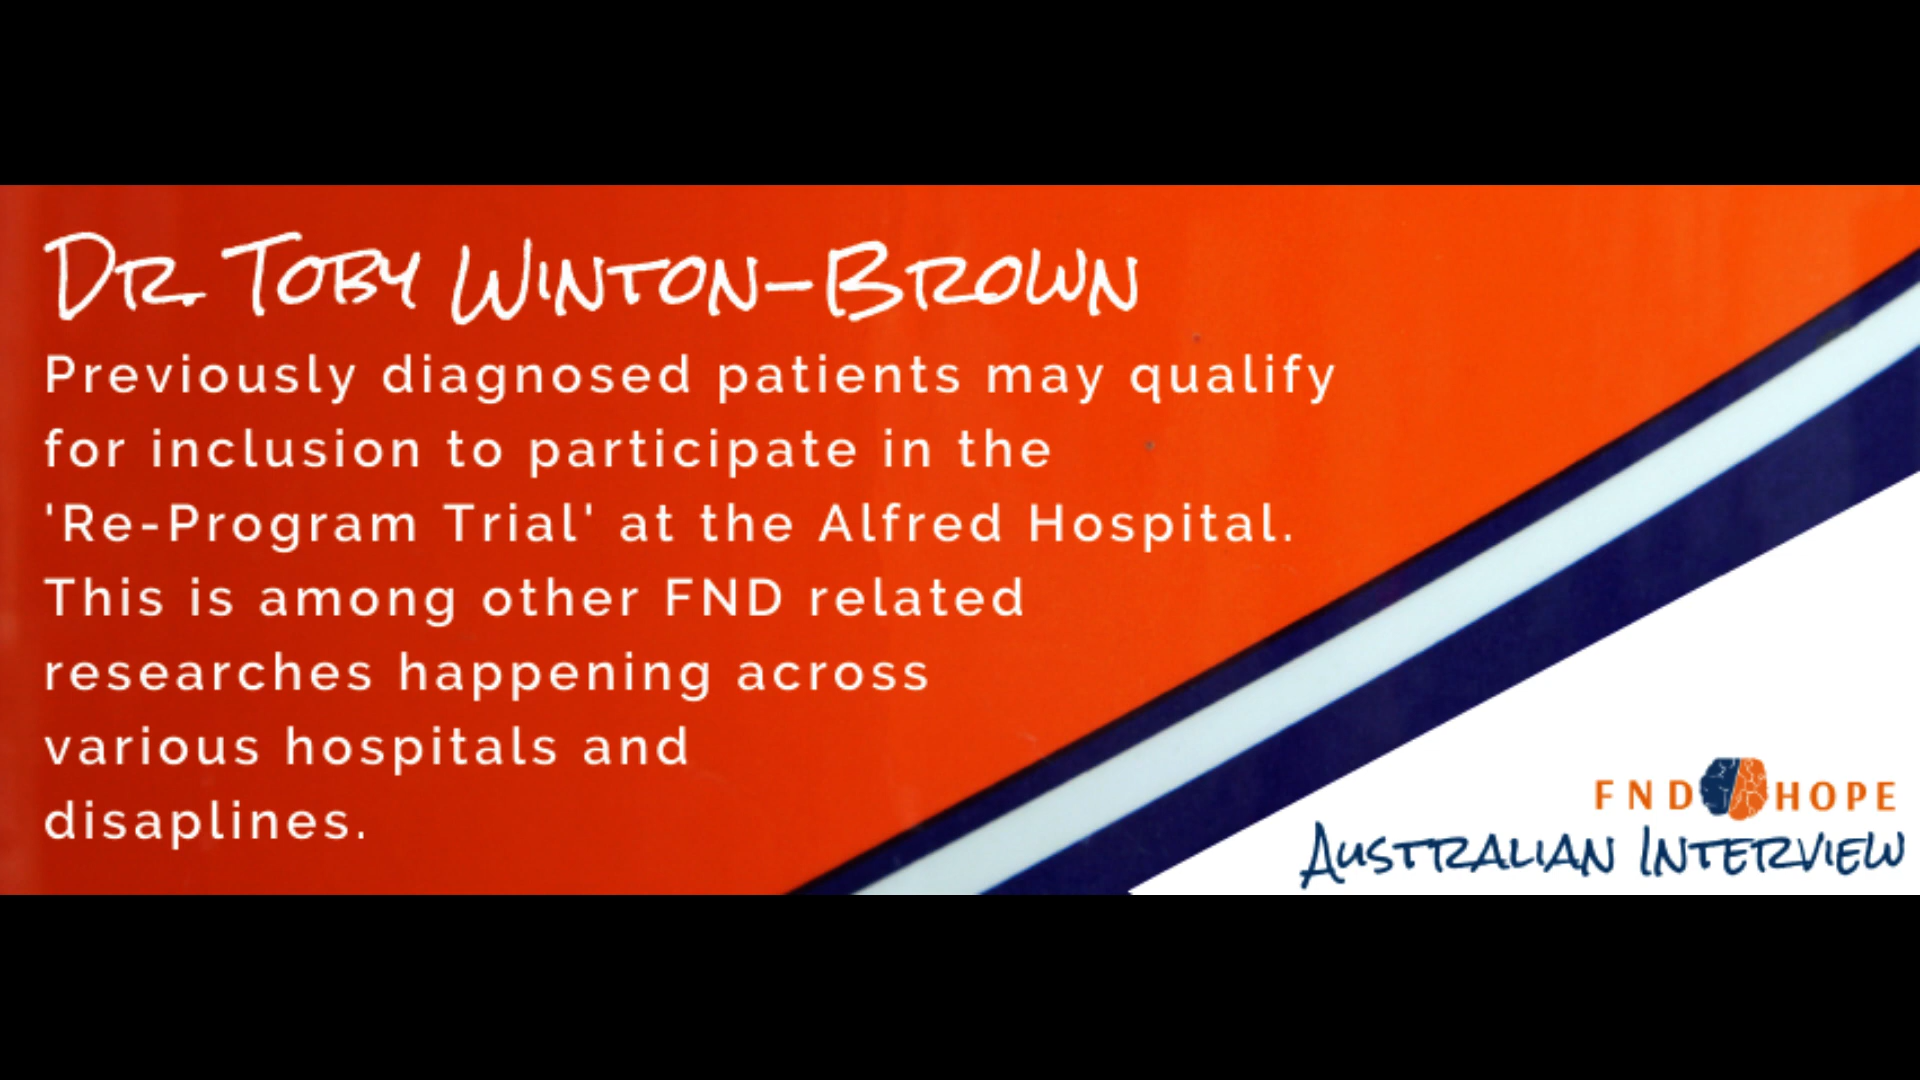 Dr. Toby Winton-Brown
Previously diagnosed patients may qualify
for inclusion to participate in the
'Re-Program Trial' at the Alfred Hospital.
This is among other FND related
researches happening across
various hospitals and
disaplines.
FND HOPE
Australian Interview